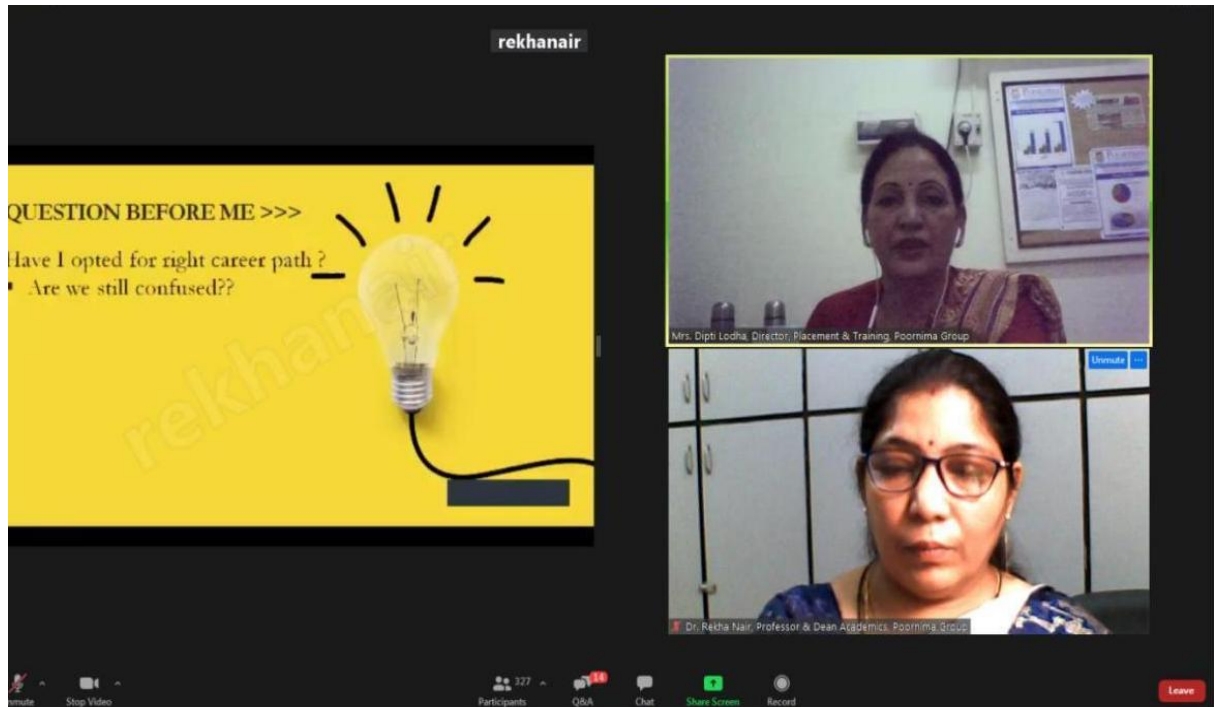 rekhanair
QUESTION BEFORE ME >>>
Have I opted for right career path ?
• Are we still confused??
rekhanair
Mrs. Dipti Lodha, Director, Placement & Training, Poornima Group
Unmute ...
Dr. Rekha Nair, Professor & Dean Academics, Poornima Group
nmute
Stop Video
327
Participants
14
Q&A
Chat
Share Screen
Record
Leave